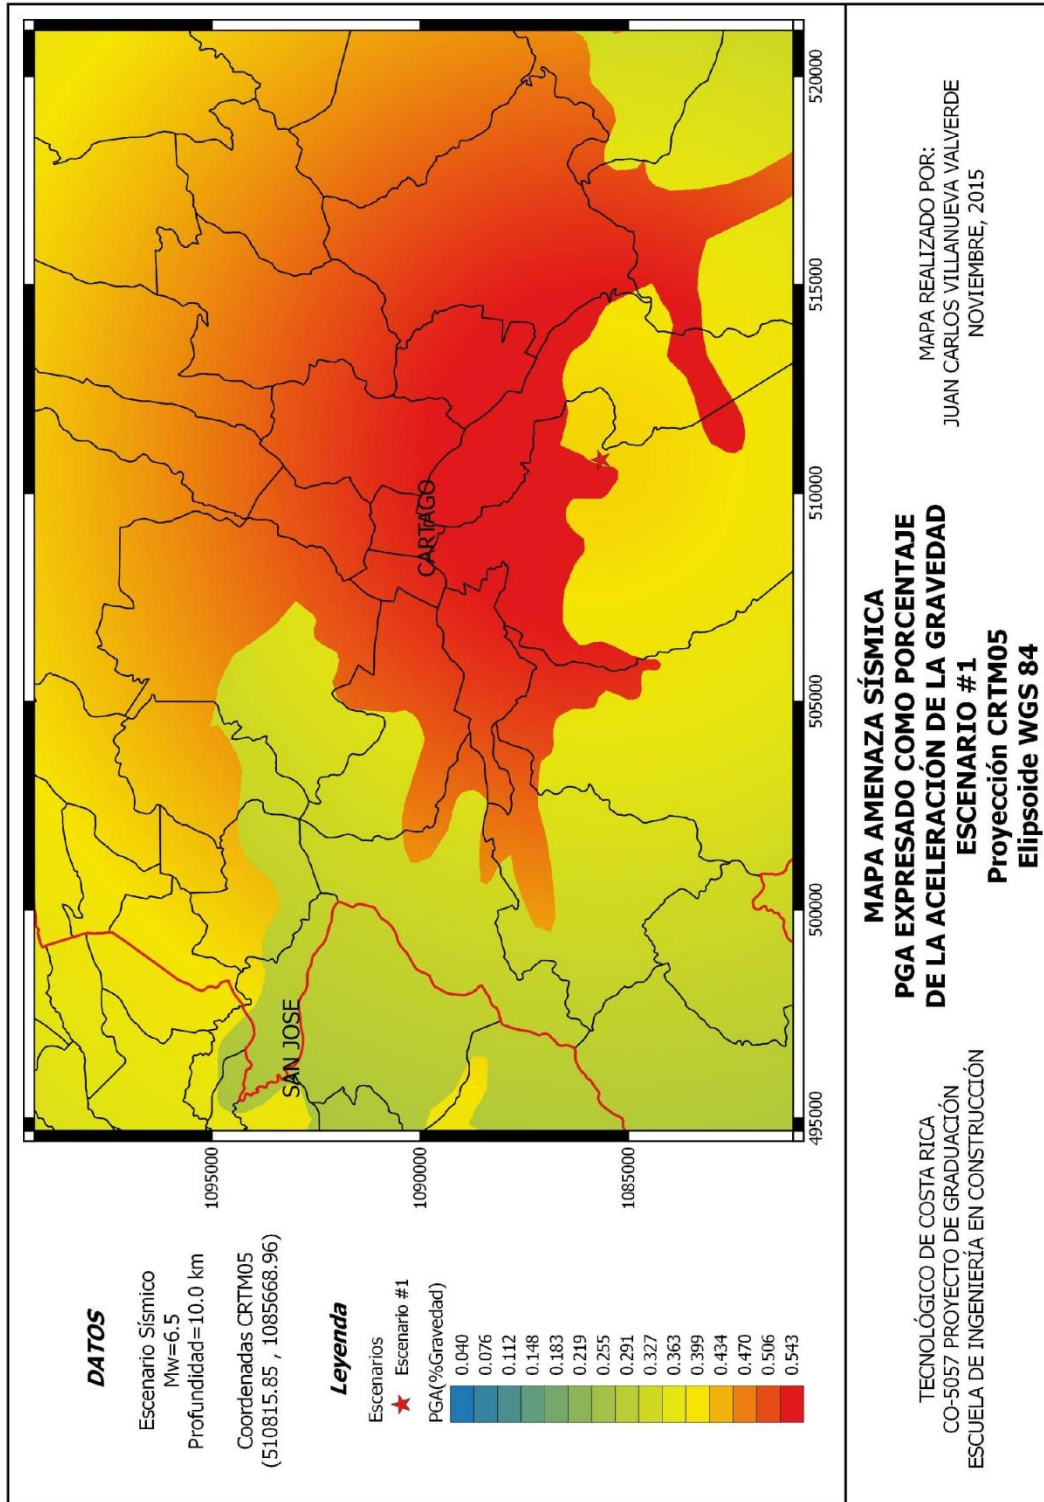 DATOS
Escenario Sísmico
Mw=6.5
Profundidad=10.0 km
Coordenadas CRTM05
(510815.85 , 1085668.96)
Leyenda
Escenarios
Escenario #1
PGA(%Gravedad)
0.040
0.076
0.112
0.148
0.183
0.219
0.255
0.291
0.327
0.363
0.399
0.434
0.470
0.506
0.543
1095000
1090000
1085000
SAN JOSE
CARTAGO
495000
500000
505000
510000
515000
520000
TECNOLÓGICO DE COSTA RICA
CO-5057 PROYECTO DE GRADUACIÓN
ESCUELA DE INGENIERÍA EN CONSTRUCCIÓN
MAPA AMENAZA SÍSMICA
PGA EXPRESADO COMO PORCENTAJE
DE LA ACELERACIÓN DE LA GRAVEDAD
ESCENARIO #1
Proyección CRTM05
Elipsoide WGS 84
MAPA REALIZADO POR:
JUAN CARLOS VILLANUEVA VALVERDE
NOVIEMBRE, 2015